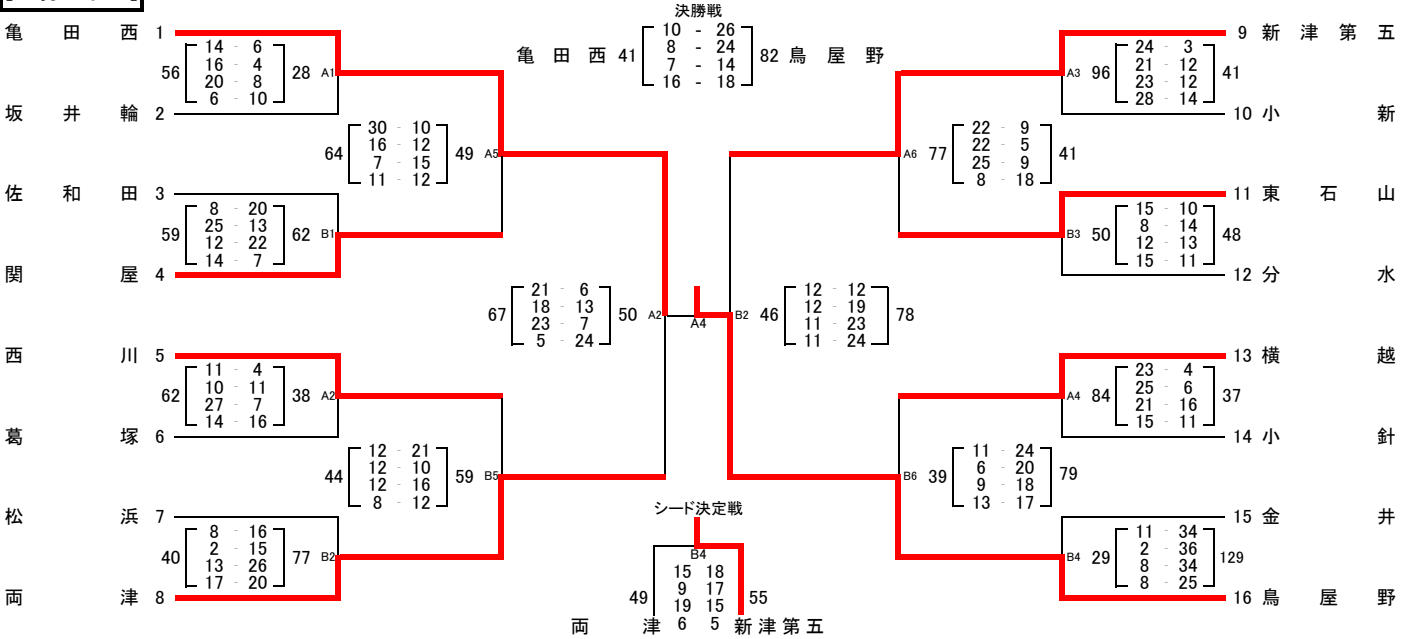 決勝戦
亀田西 41 10 - 26 82 鳥屋野
8 - 24
7 - 14
16 - 18
亀田西 1
56 14 - 6 28 A1
16 - 4
20 - 8
6 - 10
坂井輪 2
64 30 - 10 49 A5
16 - 12
7 - 15
11 - 12
佐和田 3
59 8 - 20 62 B1
25 - 13
12 - 22
14 - 7
関屋 4
67 21 - 6 50 A2
18 - 13
23 - 7
5 - 24
西川 5
62 11 - 4 38 A2
10 - 11
27 - 7
14 - 16
葛塚 6
44 12 - 21 59 B5
12 - 10
12 - 16
8 - 12
松浜 7
40 8 - 16 77 B2
2 - 15
13 - 26
17 - 20
両津 8
A4
9 新津第五
A3 96 24 - 3 41
21 - 12
23 - 12
28 - 14
10 小新
A6 77 22 - 9 41
22 - 5
25 - 9
8 - 18
11 東石山
B3 50 15 - 10 48
8 - 14
12 - 13
15 - 11
12 分水
B2 46 12 - 12 78
12 - 19
11 - 23
11 - 24
13 横越
A4 84 23 - 4 37
25 - 6
21 - 16
15 - 11
14 小針
B6 39 11 - 24 79
6 - 20
9 - 18
13 - 17
15 金井
B4 29 11 - 34 129
2 - 36
8 - 34
8 - 25
16 鳥屋野
シード決定戦
B4
49 15 18 55
9 17
19 15
6 5
両津 新津第五